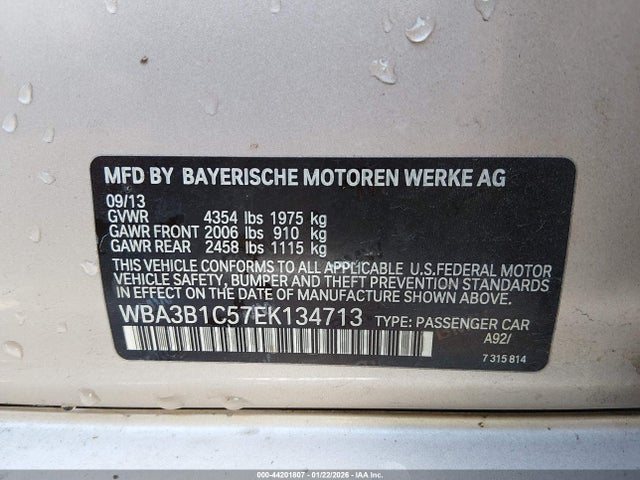 MFD BY BAYERISCHE MOTOREN WERKE AG
09/13
GVWR 4354 lbs 1975 kg
GAWR FRONT 2006 lbs 910 kg
GAWR REAR 2458 lbs 1115 kg
THIS VEHICLE CONFORMS TO ALL APPLICABLE U.S.FEDERAL MOTOR
VEHICLE SAFETY, BUMPER AND THEFT PREVENTION STANDARDS
IN EFFECT ON THE DATE OF MANUFACTURE SHOWN ABOVE.
WBA3B1C57EK134713 TYPE: PASSENGER CAR
A92/
7 315 814
000-44201807 - 01/22/2026 - IAA Inc.